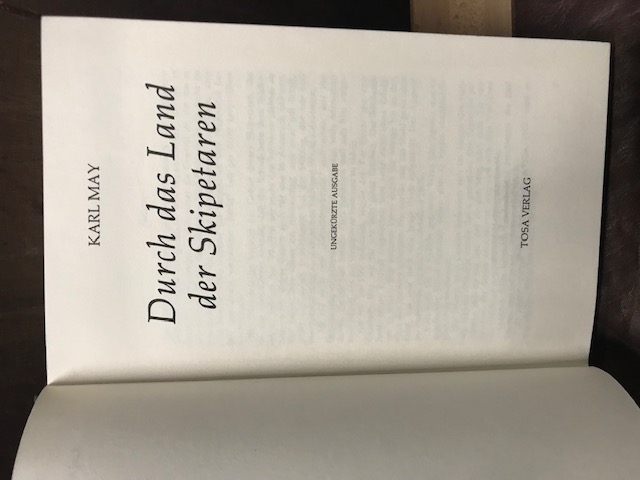 KARL MAY
Durch das Land
der Skipetaren
UNGEKÜRZTE AUSGABE
TOSA VERLAG